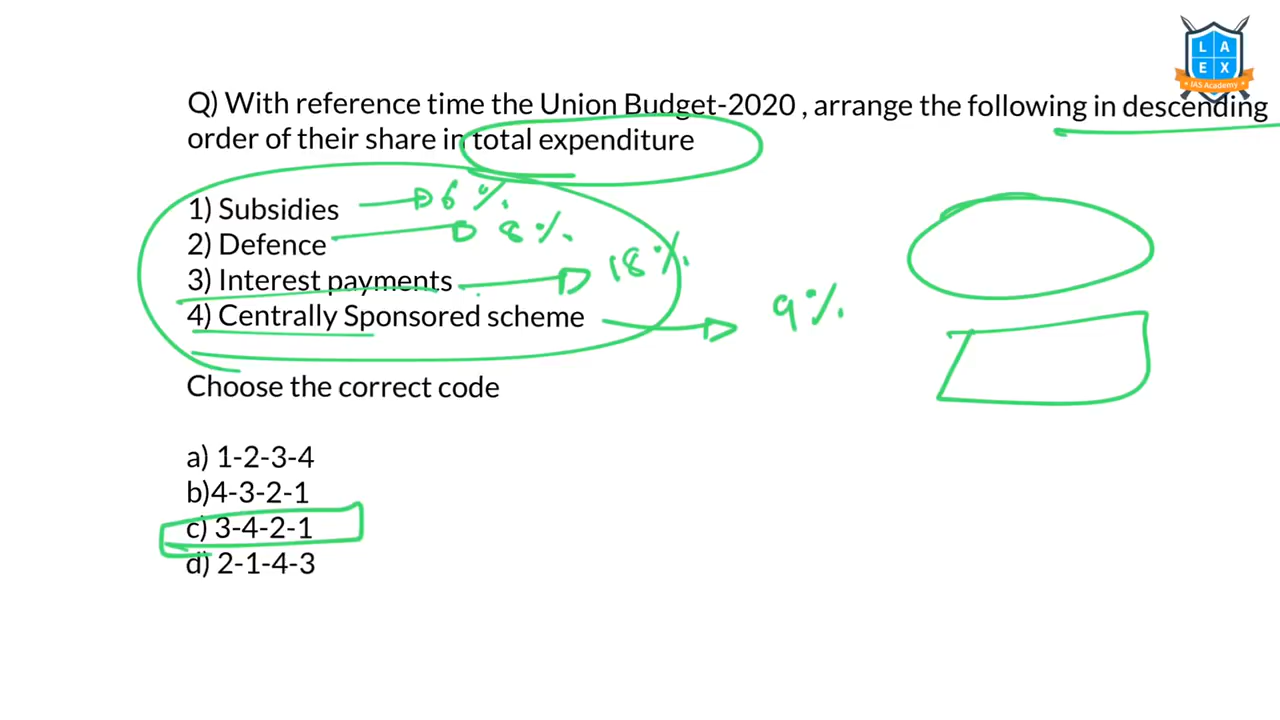 L A
E X
IAS Academy
Q) With reference time the Union Budget-2020 , arrange the following in descending
order of their share in total expenditure
1) Subsidies 6 %.
2) Defence 8 %.
3) Interest payments 18 %.
4) Centrally Sponsored scheme 9 %.
Choose the correct code
a) 1-2-3-4
b)4-3-2-1
c) 3-4-2-1
d) 2-1-4-3